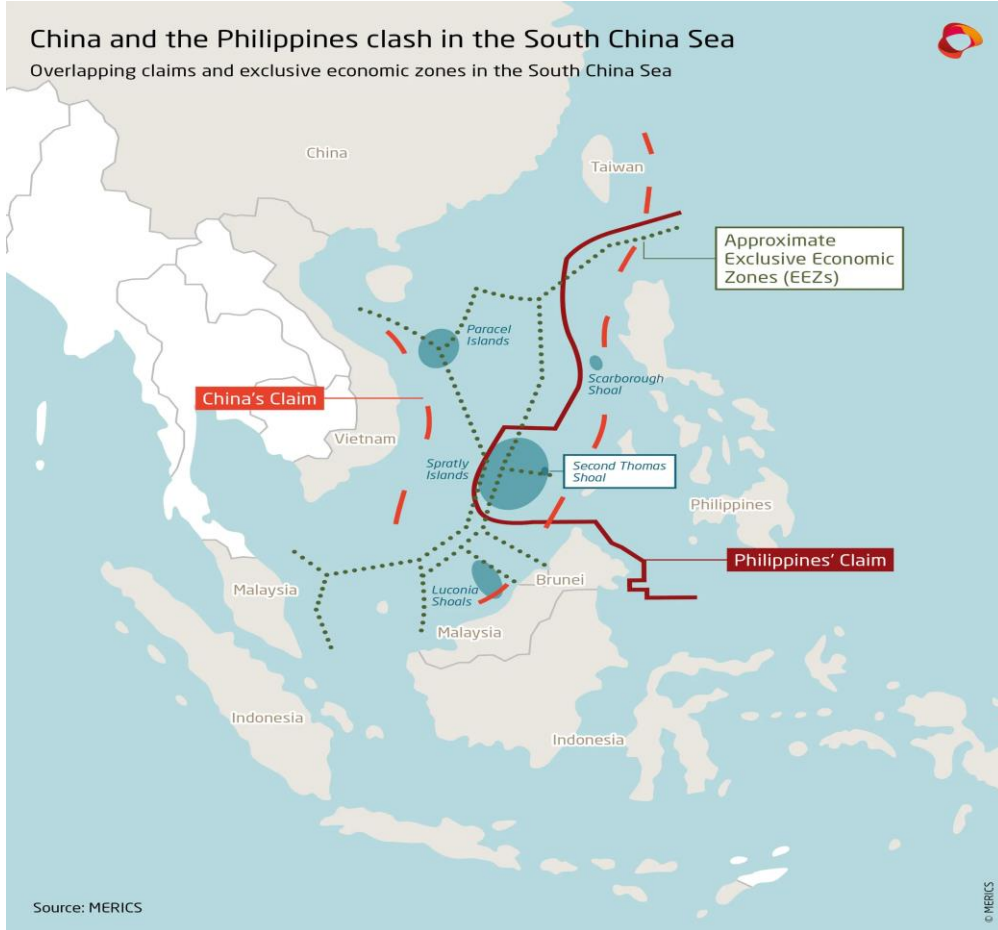 China and the Philippines clash in the South China Sea
Overlapping claims and exclusive economic zones in the South China Sea
China
Taiwan
Approximate
Exclusive Economic
Zones (EEZs)
Paracel
Islands
Scarborough
Shoal
China's Claim
Vietnam
Spratly
Islands
Second Thomas
Shoal
Philippines
Philippines' Claim
Malaysia
Luconia
Shoals
Brunei
Malaysia
Indonesia
Indonesia
Source: MERICS
© MERICS